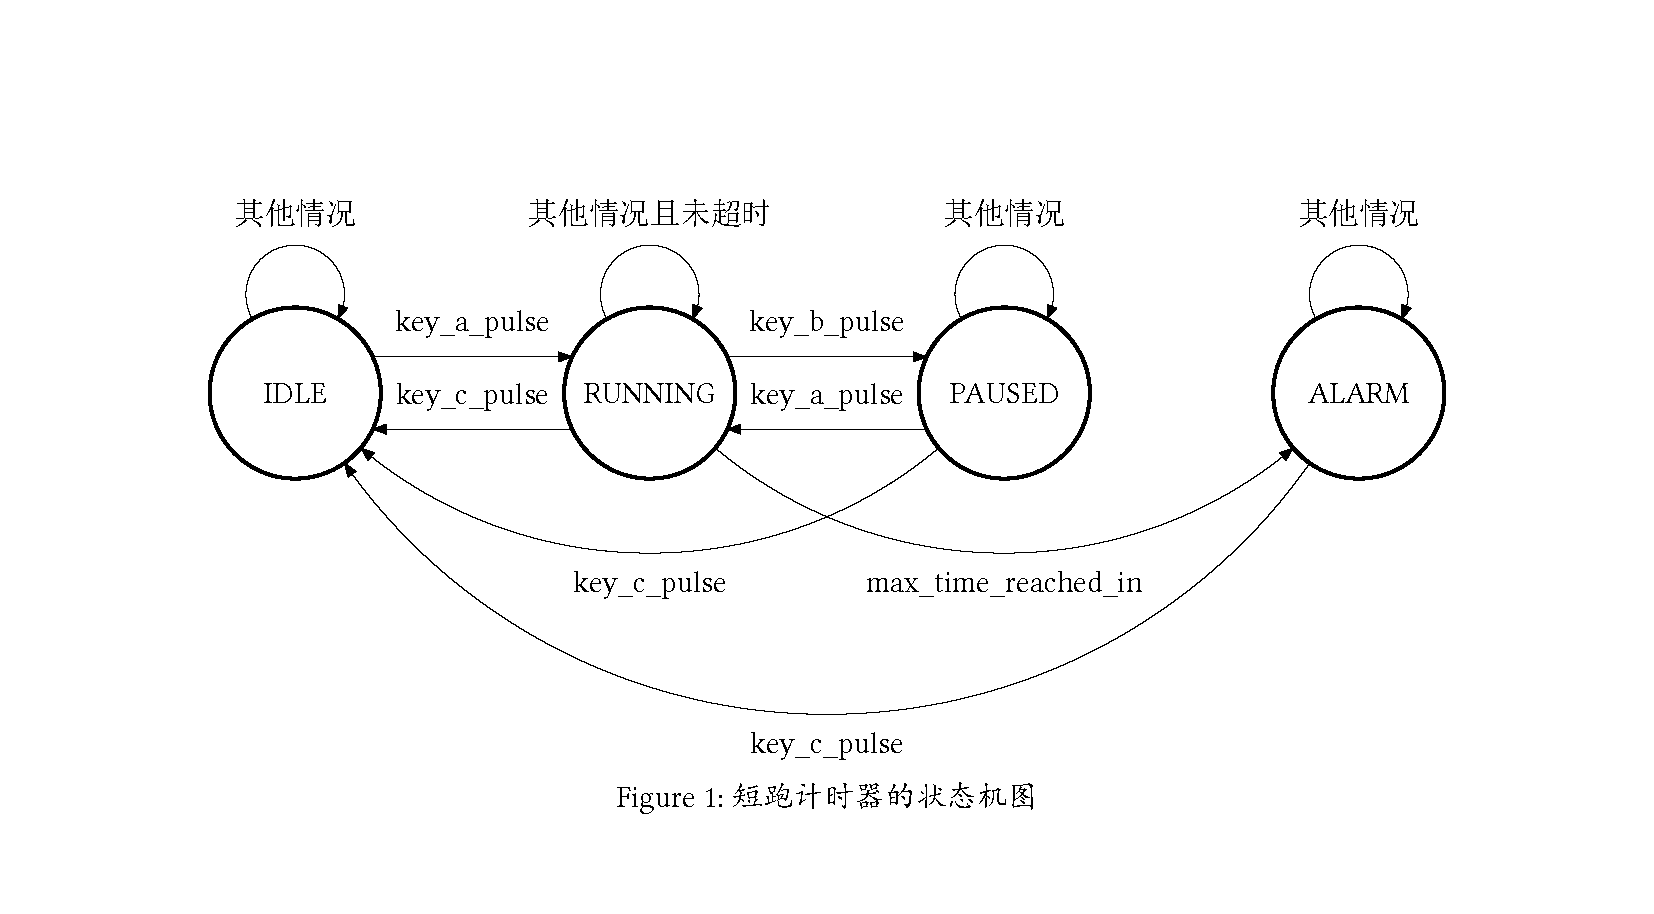 其他情况
其他情况且未超时
其他情况
其他情况
key_a_pulse
key_b_pulse
IDLE
key_c_pulse
RUNNING
key_a_pulse
PAUSED
ALARM
key_c_pulse
max_time_reached_in
key_c_pulse
Figure 1: 短跑计时器的状态机图